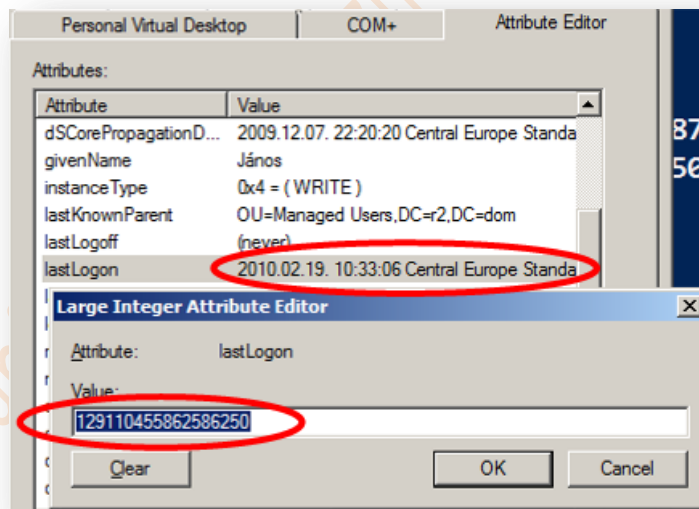 Personal Virtual Desktop COM+ Attribute Editor
Attributes:
Attribute Value
dSCorePropagationD... 2009.12.07. 22:20:20 Central Europe Standa
givenName János
instanceType 0x4 = ( WRITE )
lastKnownParent OU=Managed Users,DC=r2,DC=dom
lastLogoff (never)
lastLogon 2010.02.19. 10:33:06 Central Europe Standa
Large Integer Attribute Editor
Attribute: lastLogon
Value:
129110455862586250
Clear OK Cancel
87